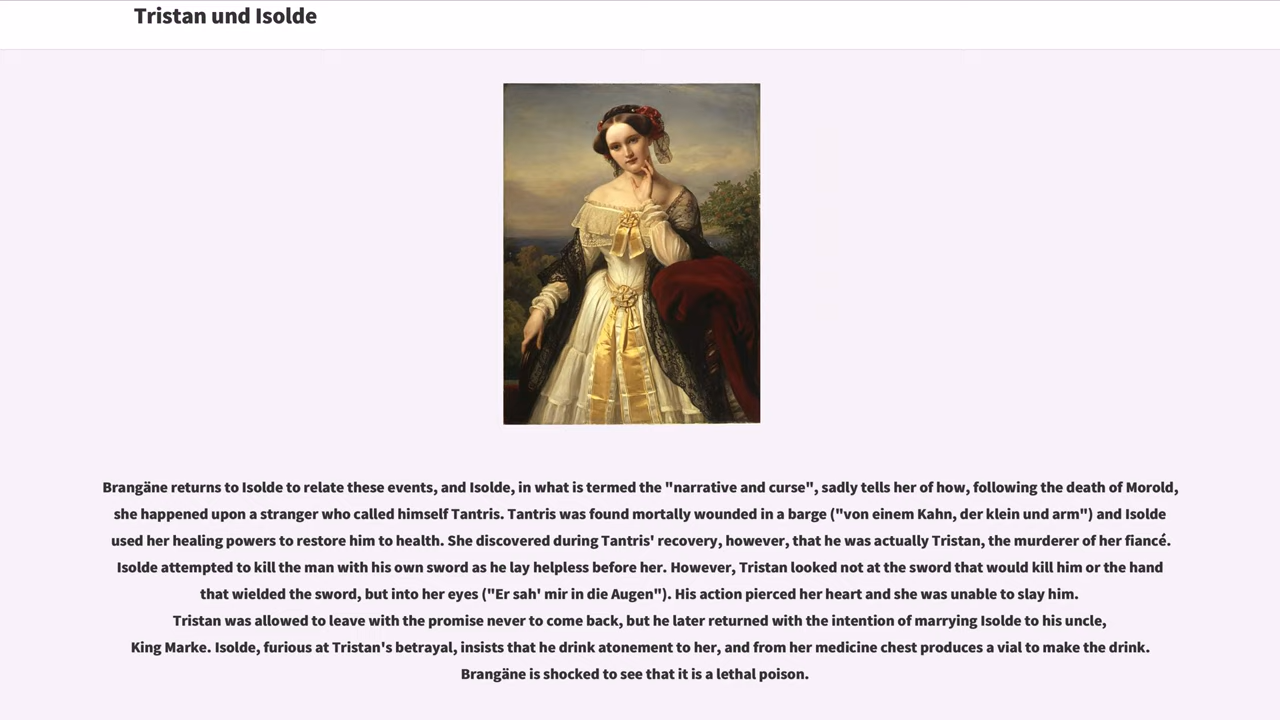 Tristan und Isolde
Brangäne returns to Isolde to relate these events, and Isolde, in what is termed the "narrative and curse", sadly tells her of how, following the death of Morold,
she happened upon a stranger who called himself Tantris. Tantris was found mortally wounded in a barge ("von einem Kahn, der klein und arm") and Isolde
used her healing powers to restore him to health. She discovered during Tantris' recovery, however, that he was actually Tristan, the murderer of her fiancé.
Isolde attempted to kill the man with his own sword as he lay helpless before her. However, Tristan looked not at the sword that would kill him or the hand
that wielded the sword, but into her eyes ("Er sah' mir in die Augen"). His action pierced her heart and she was unable to slay him.
Tristan was allowed to leave with the promise never to come back, but he later returned with the intention of marrying Isolde to his uncle,
King Marke. Isolde, furious at Tristan's betrayal, insists that he drink atonement to her, and from her medicine chest produces a vial to make the drink.
Brangäne is shocked to see that it is a lethal poison.